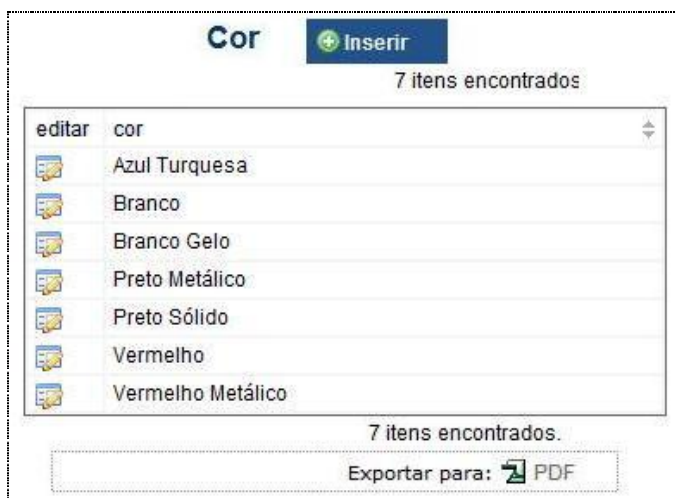 Cor Inserir
7 itens encontrados
editar cor
Azul Turquesa
Branco
Branco Gelo
Preto Metálico
Preto Sólido
Vermelho
Vermelho Metálico
7 itens encontrados.
Exportar para: PDF